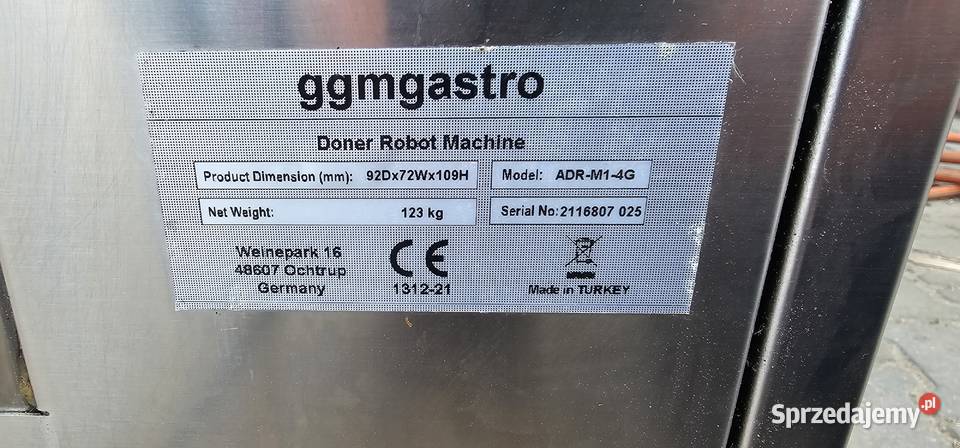 ggmgastro
Doner Robot Machine
Product Dimension (mm): 92Dx72Wx109H
Model: ADR-M1-4G
Net Weight: 123 kg
Serial No:2116807 025
Weinepark 16
48607 Ochtrup
Germany
CE
1312-21
Made in TURKEY
Sprzedajemy.pl